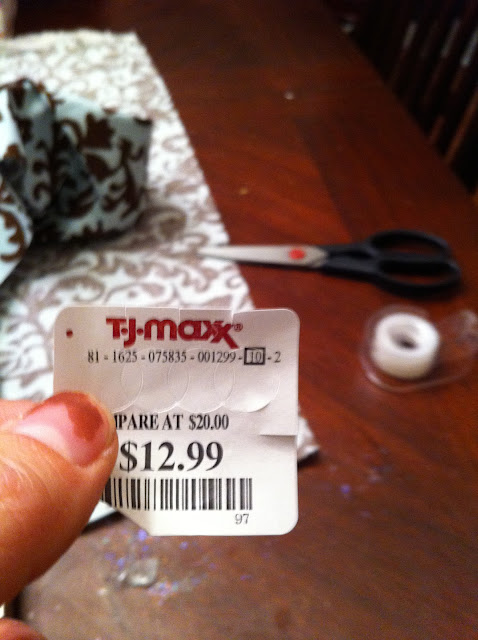 T·J·maxx®
81 - 1625 - 075835 - 001299 - 10 - 2
MPARE AT $20.00
$12.99
97